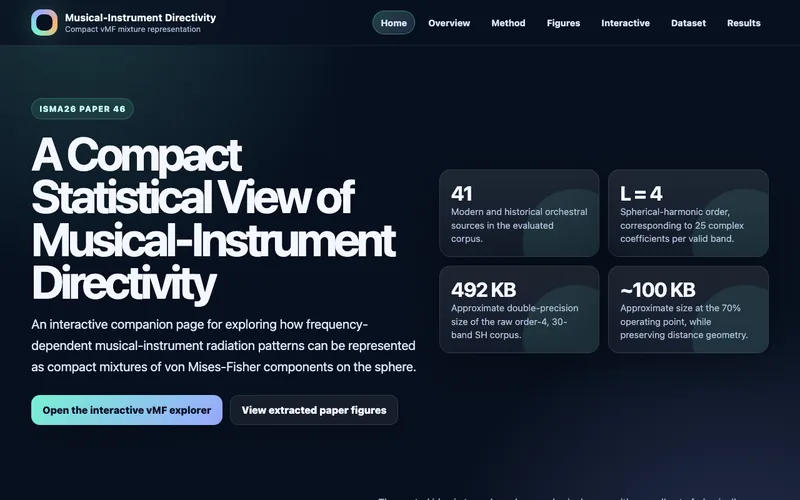 Musical-Instrument Directivity
Compact vMF mixture representation
Home
Overview
Method
Figures
Interactive
Dataset
Results
ISMA26 PAPER 46
A Compact
Statistical View of
Musical-Instrument
Directivity
An interactive companion page for exploring how frequency-
dependent musical-instrument radiation patterns can be represented
as compact mixtures of von Mises-Fisher components on the sphere.
Open the interactive vMF explorer
View extracted paper figures
41
Modern and historical orchestral
sources in the evaluated
corpus.
L = 4
Spherical-harmonic order,
corresponding to 25 complex
coefficients per valid band.
492 KB
Approximate double-precision
size of the raw order-4, 30-
band SH corpus.
~100 KB
Approximate size at the 70%
operating point, while
preserving distance geometry.